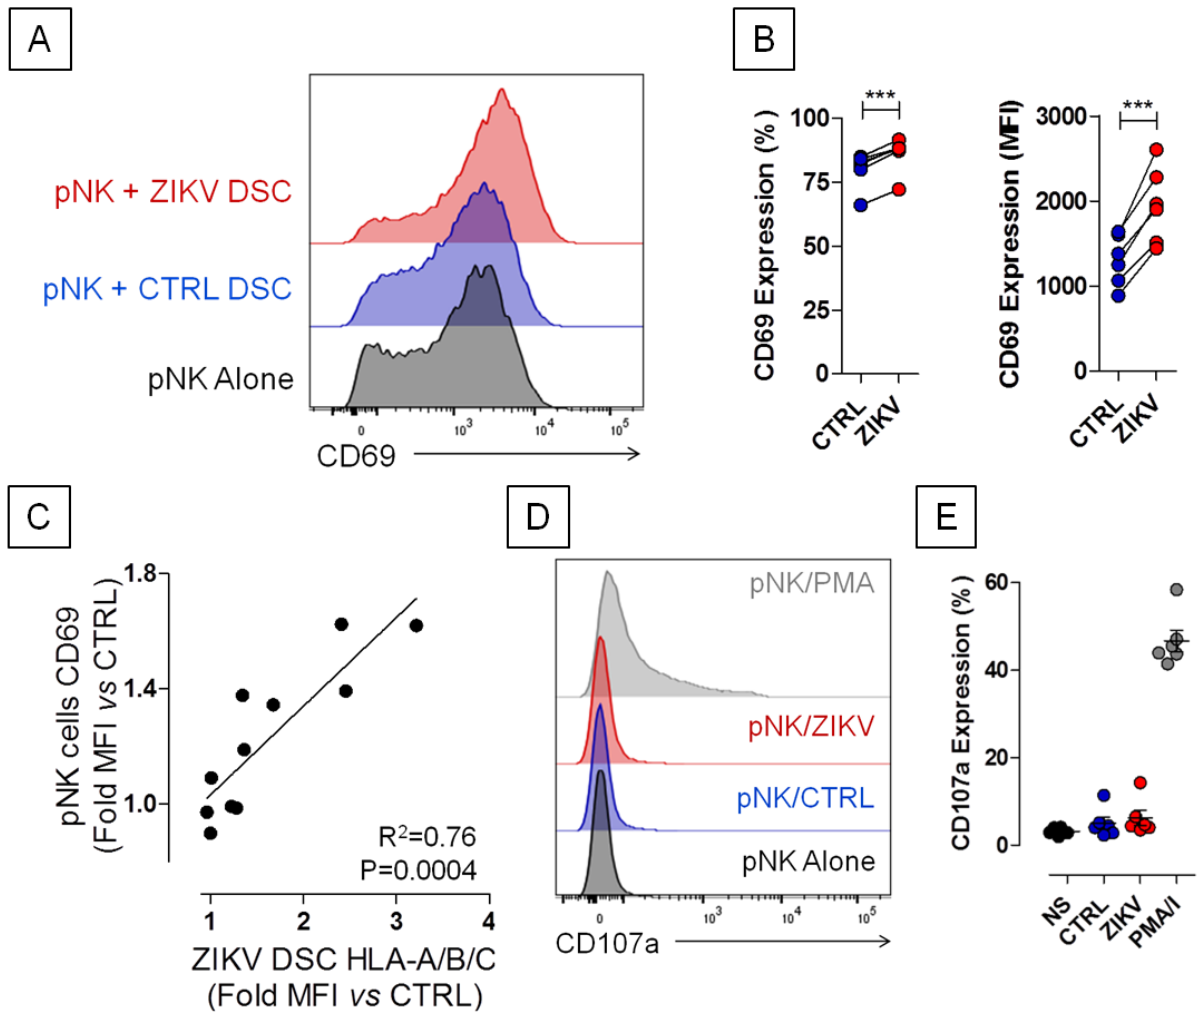 A
pNK + ZIKV DSC
pNK + CTRL DSC
pNK Alone
0 10³ 10⁴ 10⁵
CD69
B
CD69 Expression (%)
100
75
50
25
0
***
CTRL
ZIKV
CD69 Expression (MFI)
3000
2000
1000
0
***
CTRL
ZIKV
C
pNK cells CD69
(Fold MFI vs CTRL)
1.8
1.4
1.0
R²=0.76
P=0.0004
1 2 3 4
ZIKV DSC HLA-A/B/C
(Fold MFI vs CTRL)
D
pNK/PMA
pNK/ZIKV
pNK/CTRL
pNK Alone
0 10³ 10⁴ 10⁵
CD107a
E
CD107a Expression (%)
60
40
20
0
NS
CTRL
ZIKV
PMA/I